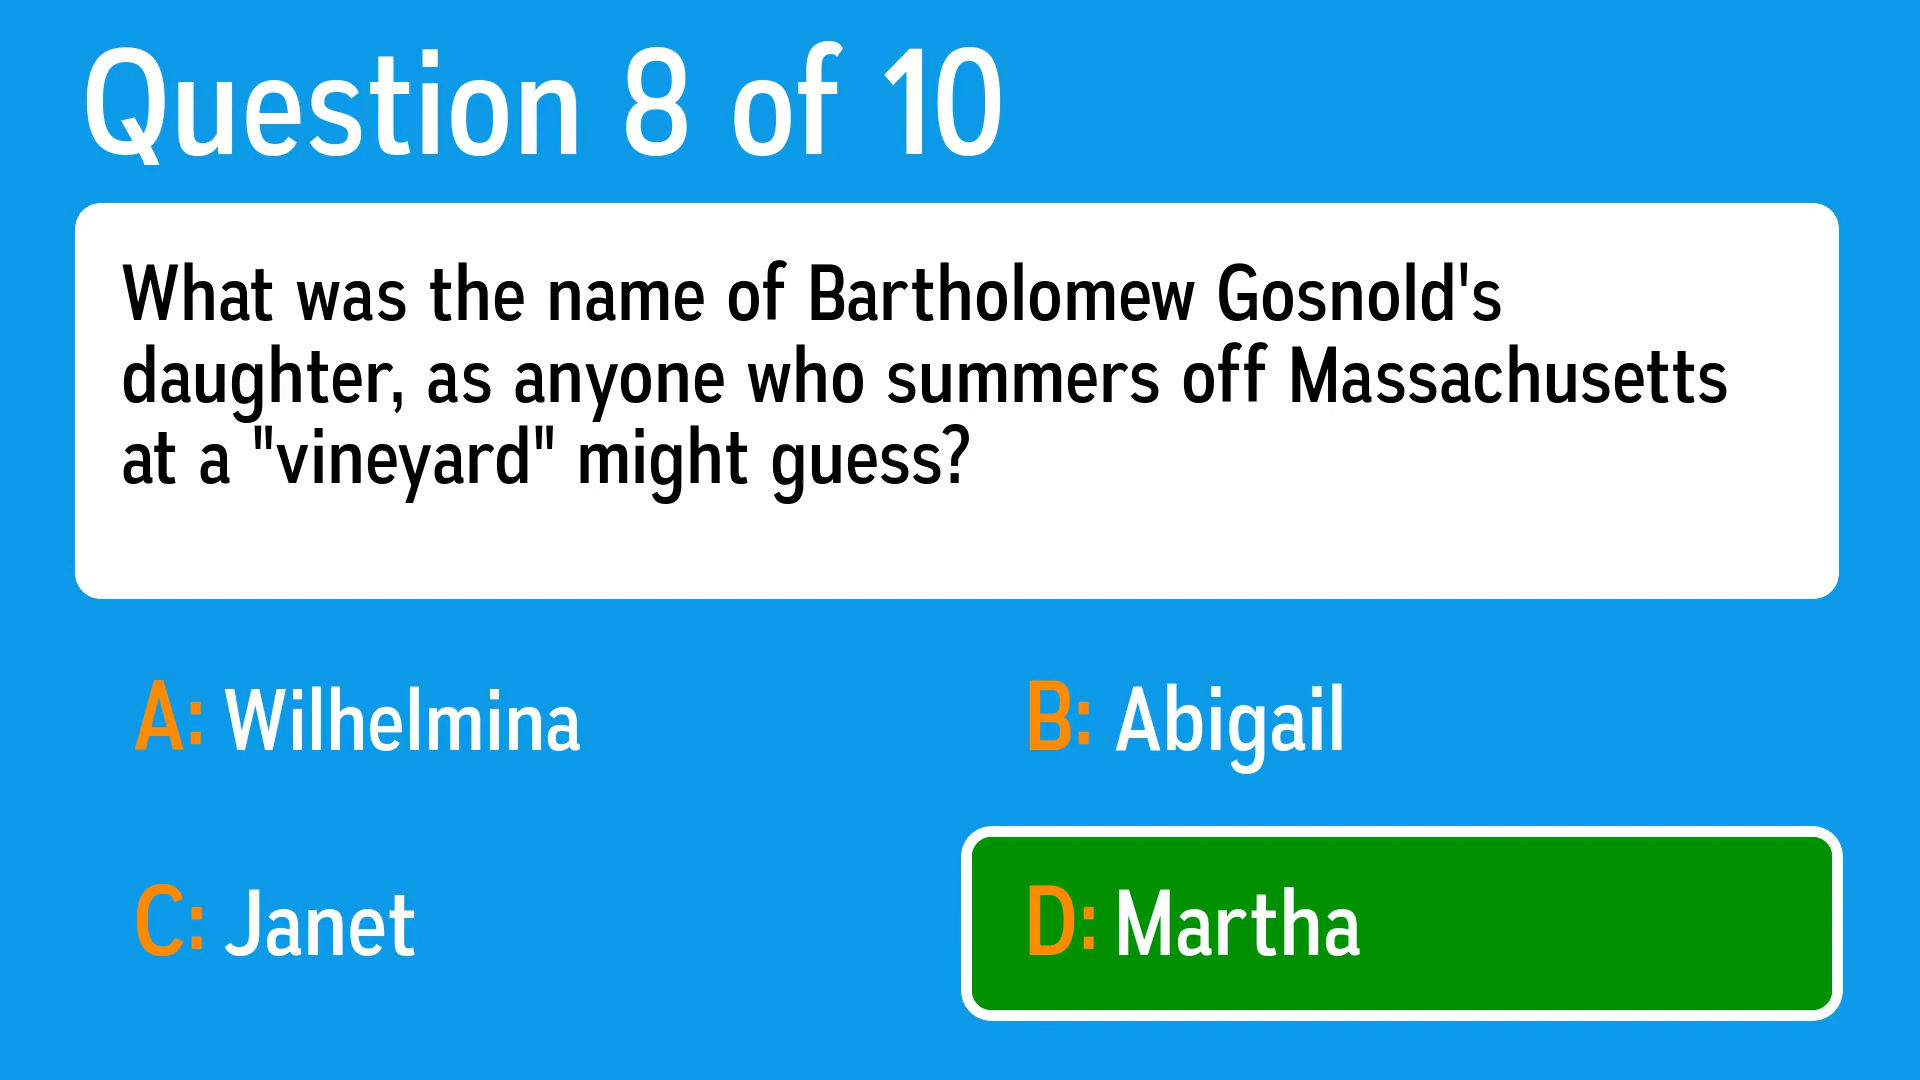 Question 8 of 10
What was the name of Bartholomew Gosnold's
daughter, as anyone who summers off Massachusetts
at a "vineyard" might guess?
A: Wilhelmina
B: Abigail
C: Janet
D: Martha